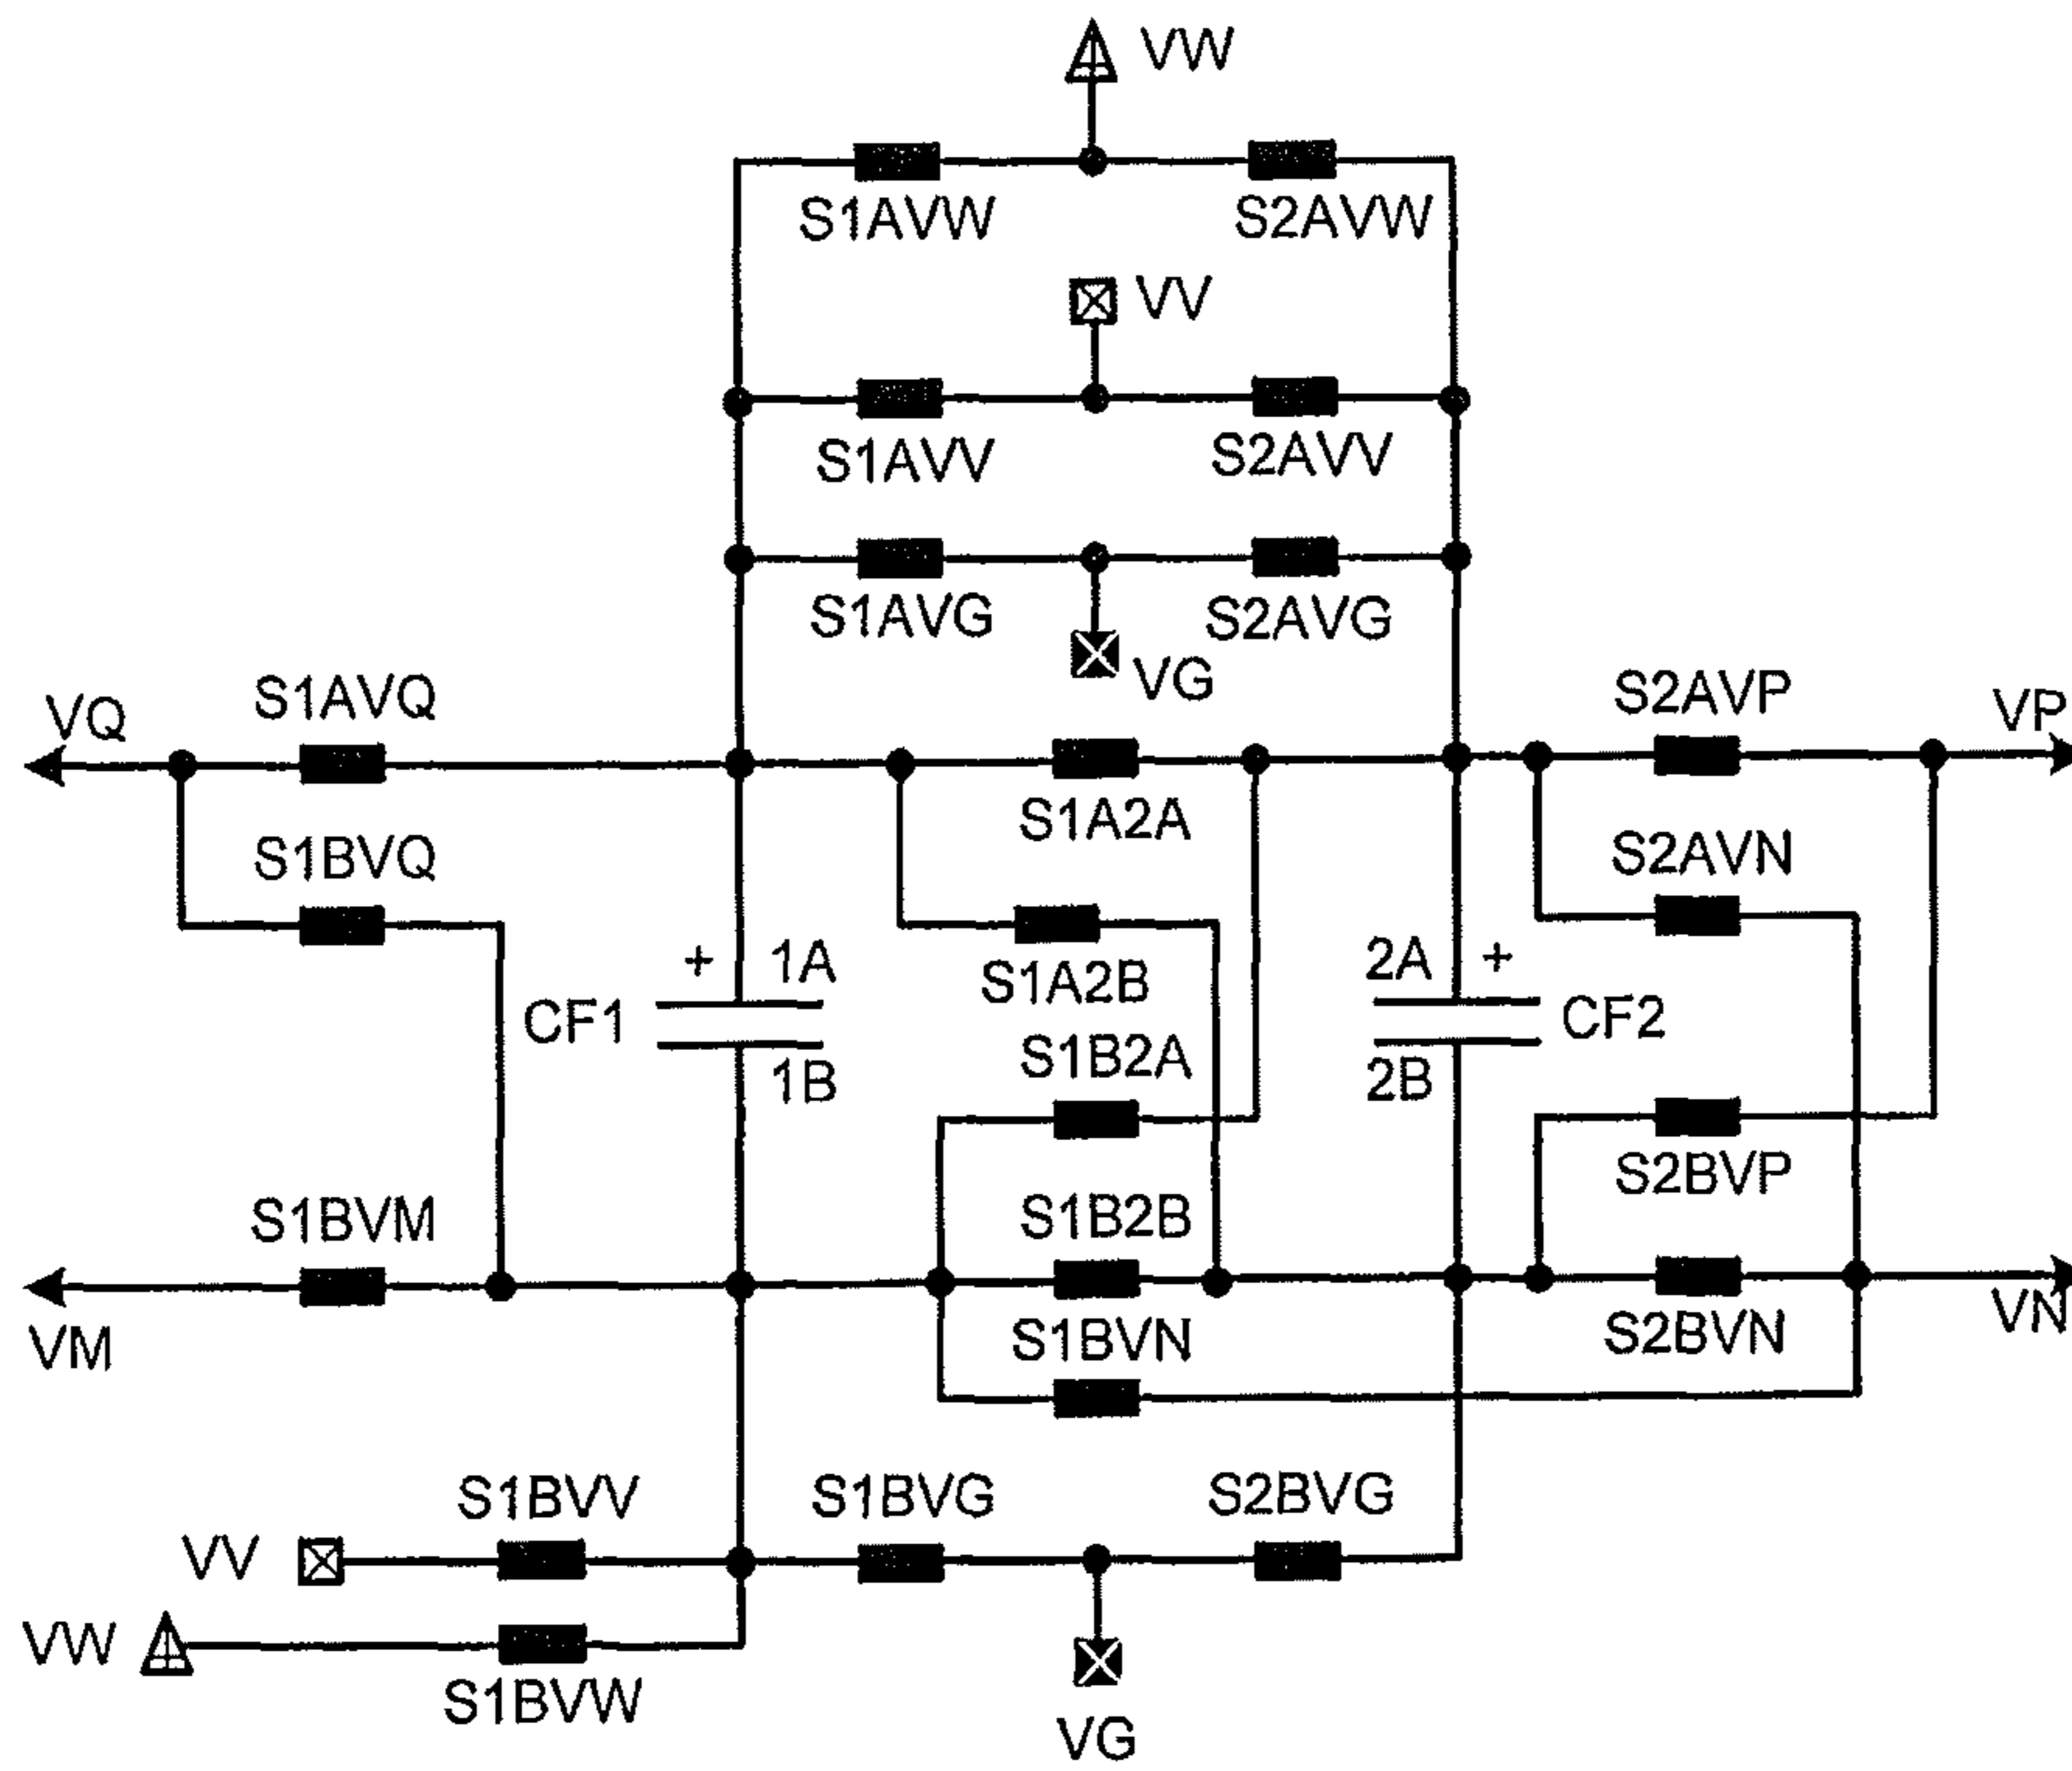 VW
S1AVW
S2AVW
VV
S1AVV
S2AVV
S1AVG
S2AVG
VG
VQ
S1AVQ
S2AVP
VP
S1A2A
S1BVQ
S2AVN
+ 1A
2A +
S1A2B
CF1
CF2
S1B2A
1B
2B
S2BVP
S1BVM
S1B2B
VM
S1BVN
S2BVN
VN
S1BVV
S1BVG
S2BVG
VV
VW
S1BVW
VG